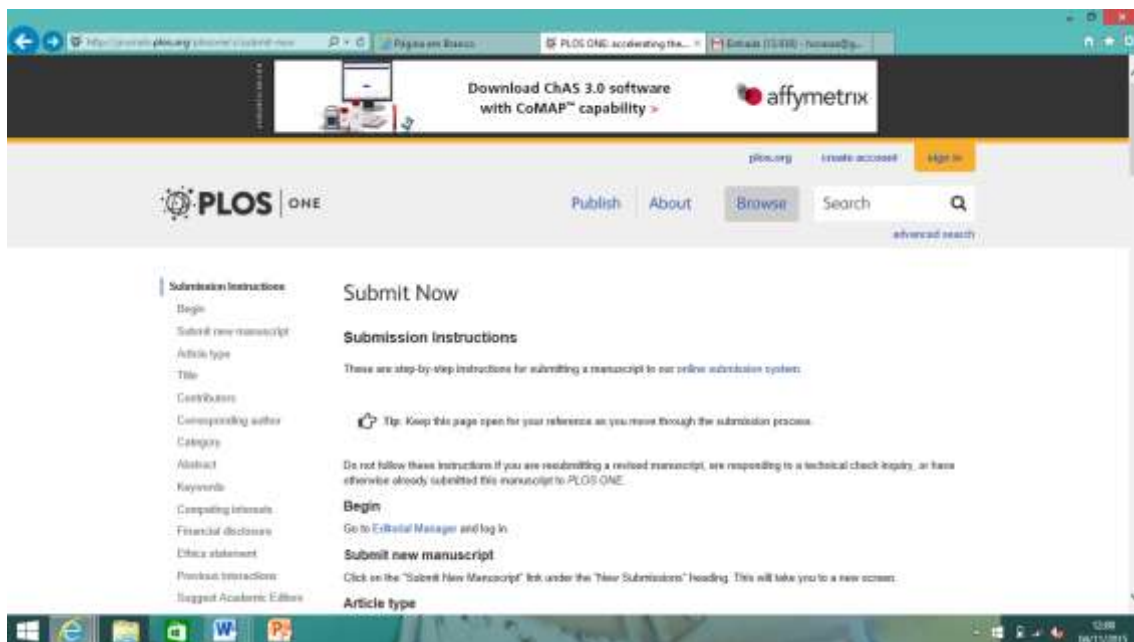 Página em Branco
PLOS ONE: accelerating the...
Download ChAS 3.0 software
with CoMAP™ capability >
affymetrix
plos.org create account sign in
PLOS ONE
Publish About Browse Search
advanced search
Submission Instructions
Begin
Submit new manuscript
Article type
Title
Contributors
Corresponding author
Category
Abstract
Keywords
Competing interests
Financial disclosure
Ethics statement
Previous interactions
Suggest Academic Editors
Submit Now
Submission Instructions
These are step-by-step instructions for submitting a manuscript to our online submission system.
Tip: Keep this page open for your reference as you move through the submission process.
Do not follow these instructions if you are resubmitting a revised manuscript, are responding to a technical check inquiry, or have
otherwise already submitted this manuscript to PLOS ONE.
Begin
Go to Editorial Manager and log in.
Submit new manuscript
Click on the "Submit New Manuscript" link under the "New Submissions" heading. This will take you to a new screen.
Article type